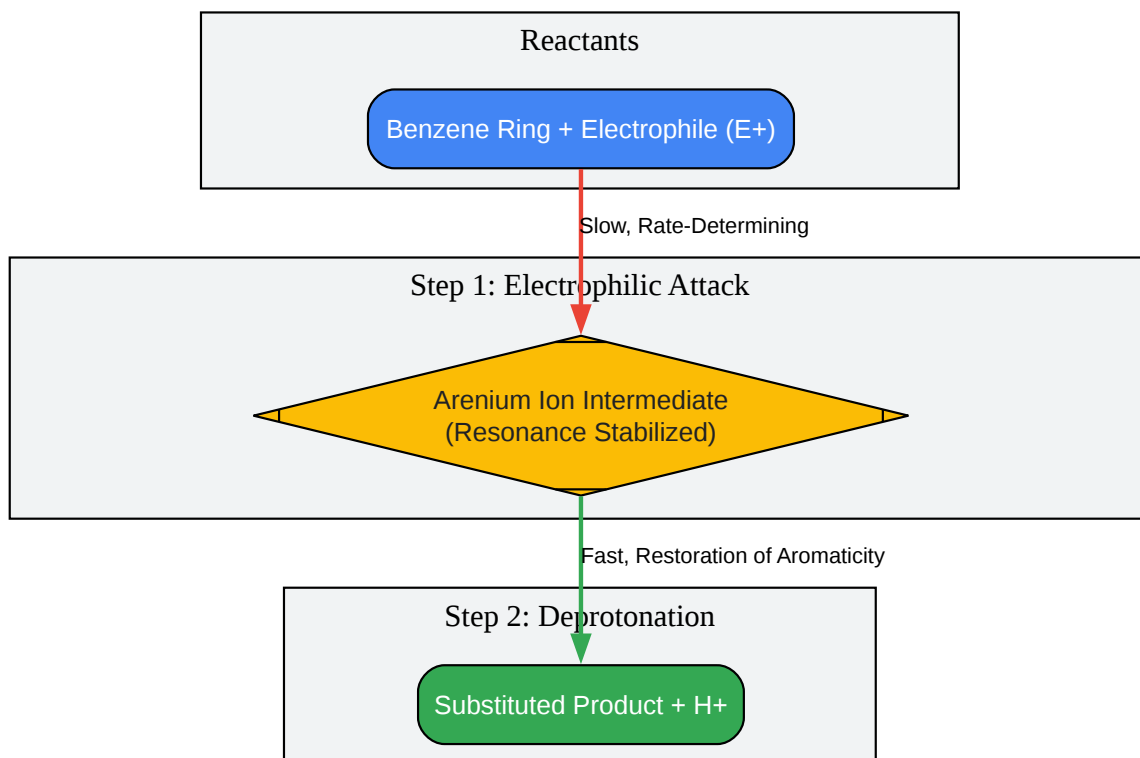 Reactants
Benzene Ring + Electrophile (E+)
Slow, Rate-Determining
Step 1: Electrophilic Attack
Arenium Ion Intermediate
(Resonance Stabilized)
Fast, Restoration of Aromaticity
Step 2: Deprotonation
Substituted Product + H+